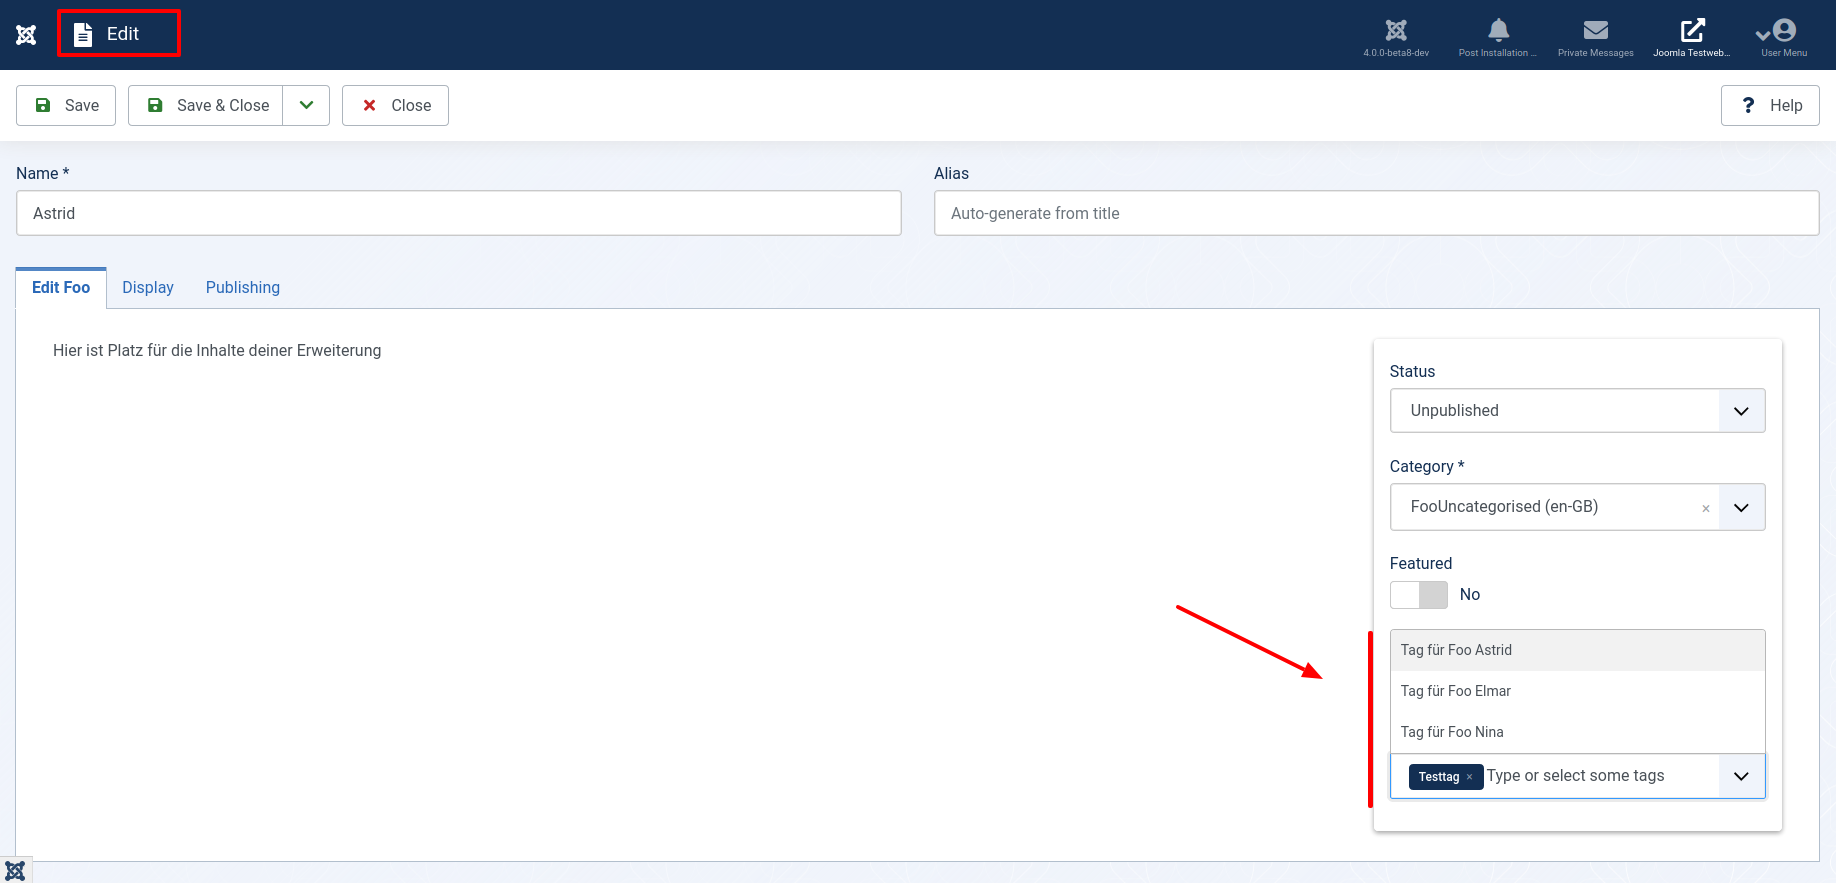 Edit
4.0.0-beta8-dev
Post Installation ...
Private Messages
Joomla Testweb...
User Menu
Save
Save & Close
Close
? Help
Name *
Alias
Astrid
Auto-generate from title
Edit Foo
Display
Publishing
Hier ist Platz für die Inhalte deiner Erweiterung
Status
Unpublished
Category *
FooUncategorised (en-GB) ×
Featured
No
Tag für Foo Astrid
Tag für Foo Elmar
Tag für Foo Nina
Testtag × Type or select some tags